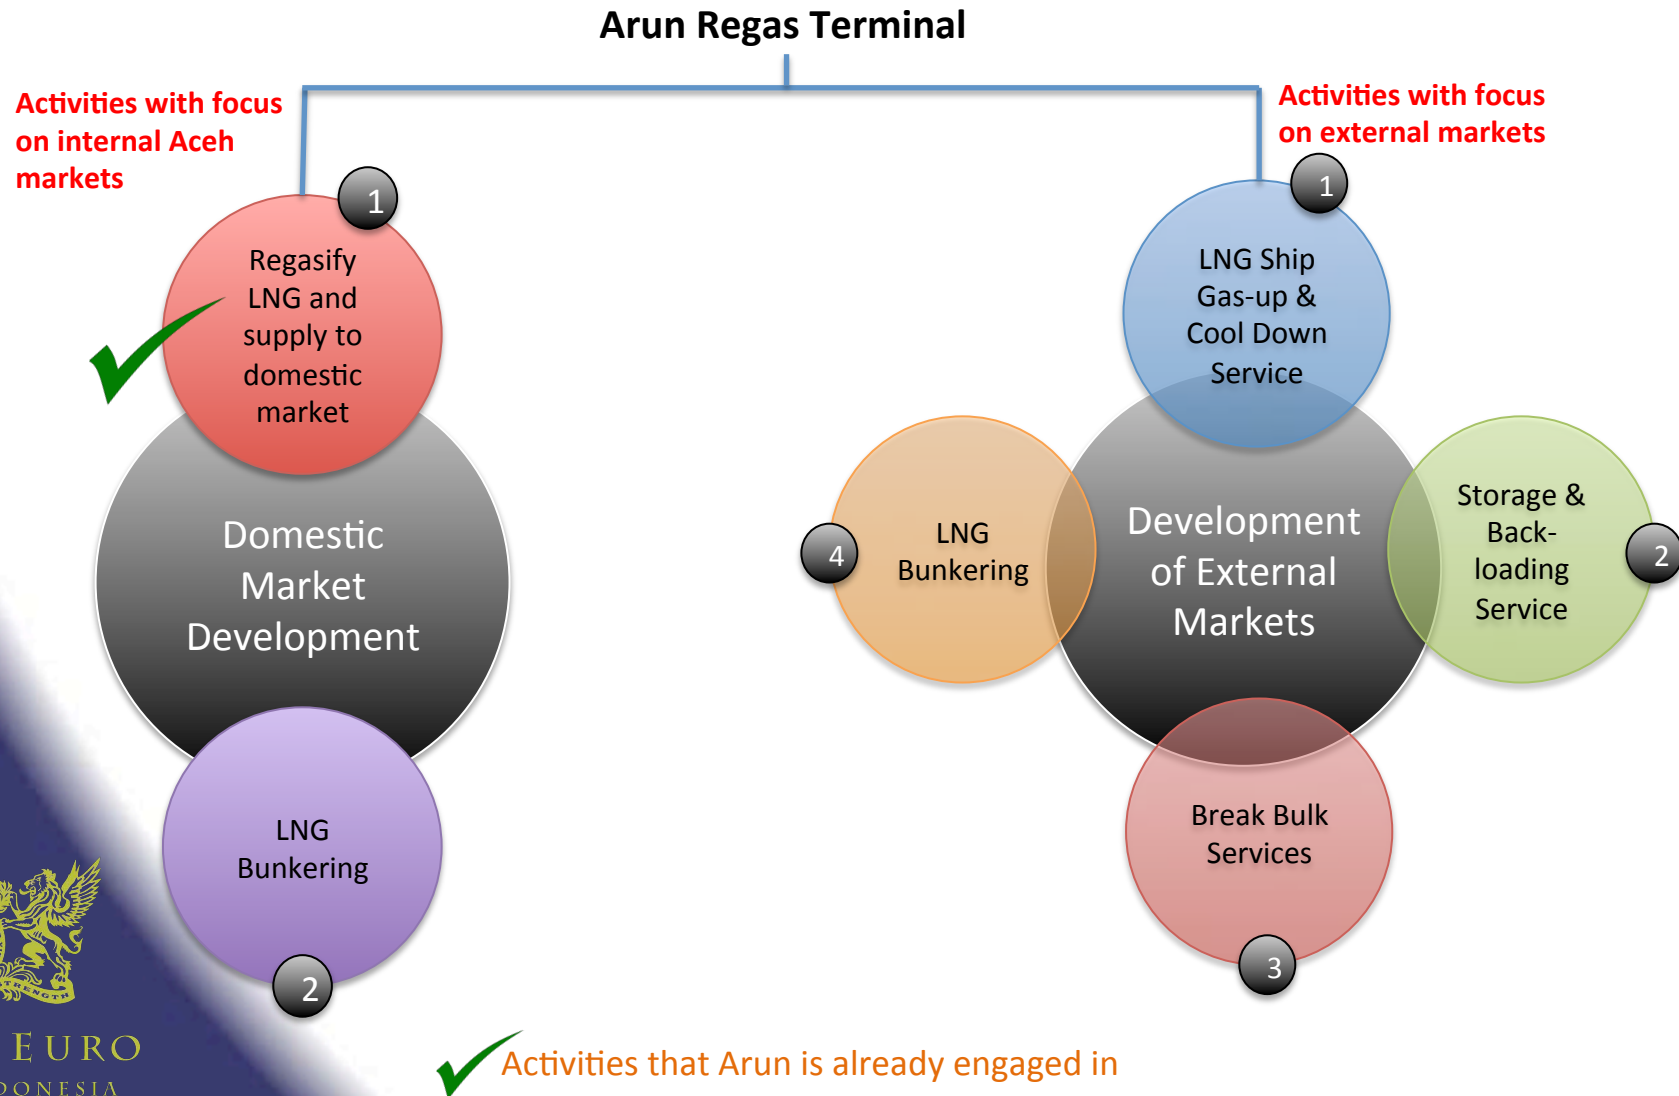 Arun Regas Terminal
Activities with focus
on internal Aceh
markets
1
Regasify
LNG and
supply to
domestic
market
Domestic
Market
Development
LNG
Bunkering
2
Activities with focus
on external markets
1
LNG Ship
Gas-up &
Cool Down
Service
4
LNG
Bunkering
Development
of External
Markets
Storage &
Back-
loading
Service
2
Break Bulk
Services
3
EURO
Activities that Arun is already engaged in